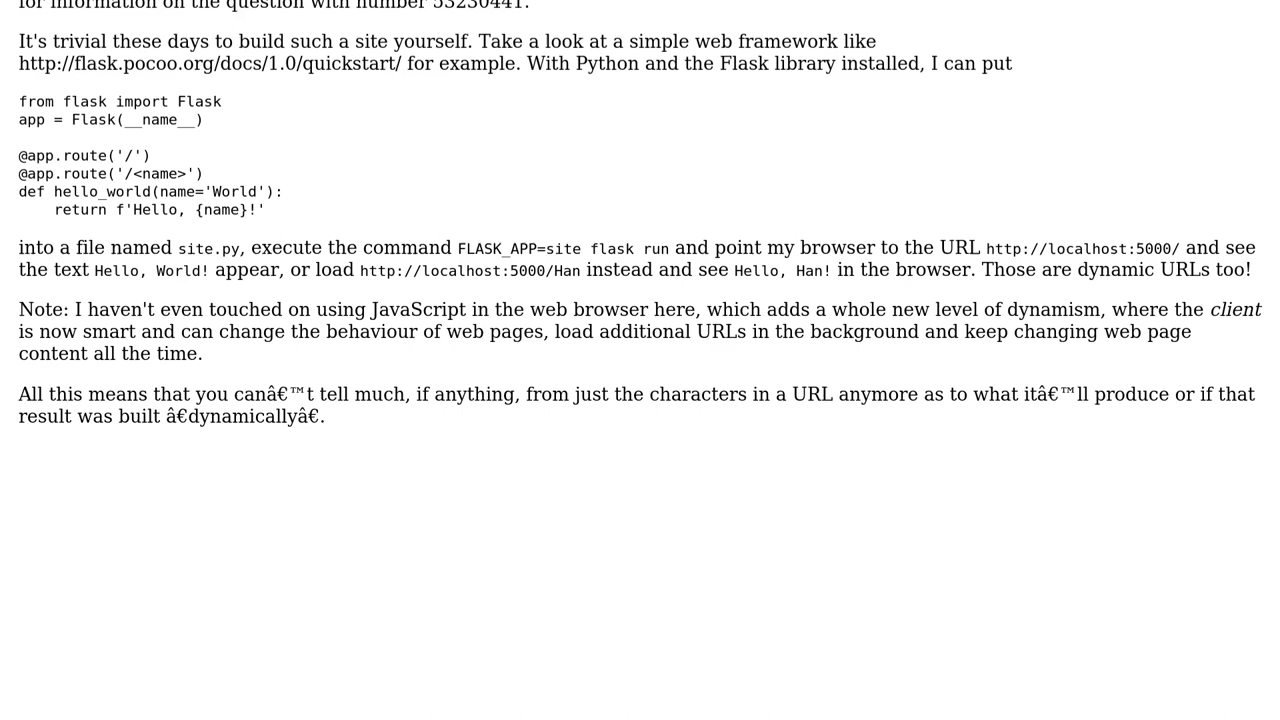 for information on the question with number 53230441.
It's trivial these days to build such a site yourself. Take a look at a simple web framework like
http://flask.pocoo.org/docs/1.0/quickstart/ for example. With Python and the Flask library installed, I can put
from flask import Flask
app = Flask(__name__)
@app.route('/')
@app.route('/<name>')
def hello_world(name='World'):
    return f'Hello, {name}!'
into a file named site.py, execute the command FLASK_APP=site flask run and point my browser to the URL http://localhost:5000/ and see
the text Hello, World! appear, or load http://localhost:5000/Han instead and see Hello, Han! in the browser. Those are dynamic URLs too!
Note: I haven't even touched on using JavaScript in the web browser here, which adds a whole new level of dynamism, where the client
is now smart and can change the behaviour of web pages, load additional URLs in the background and keep changing web page
content all the time.
All this means that you canâ€™t tell much, if anything, from just the characters in a URL anymore as to what itâ€™ll produce or if that
result was built â€dynamicallyâ€.